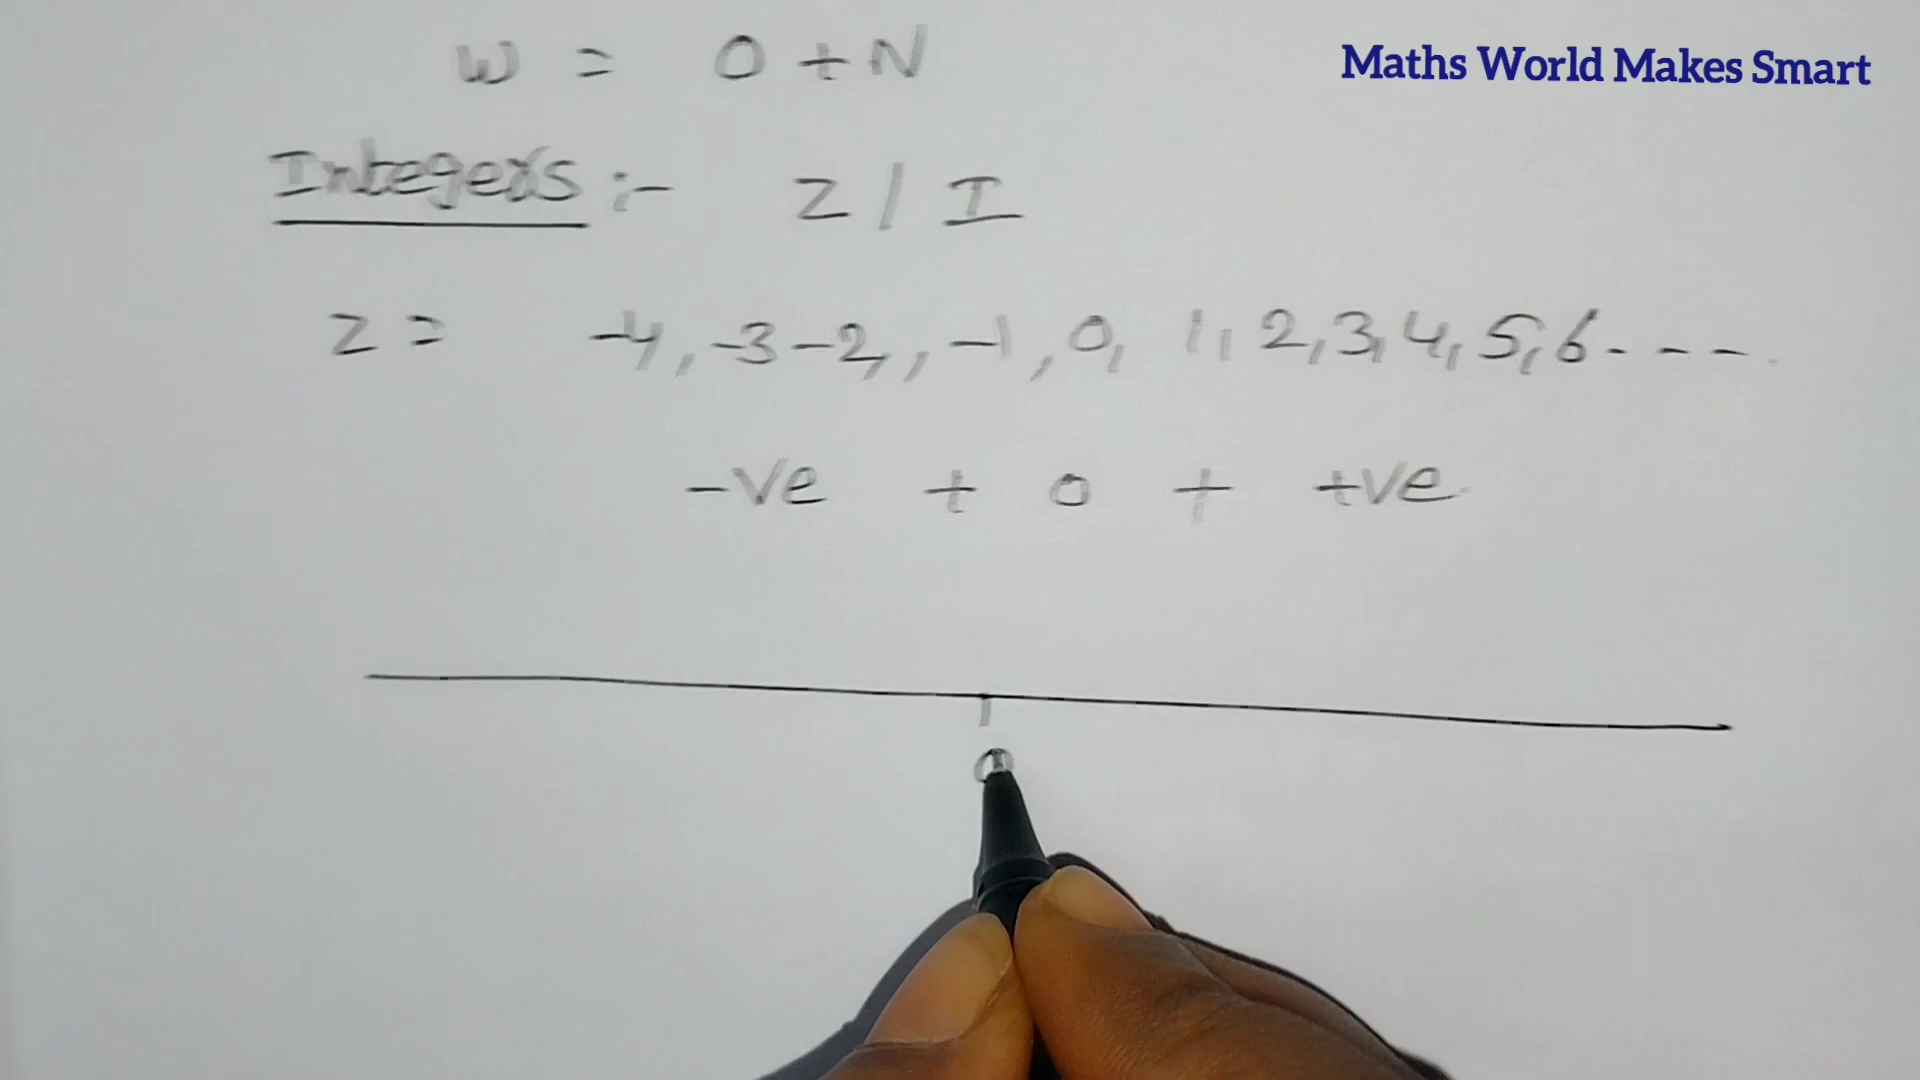 W = 0 + N
Maths World Makes Smart
Integers :- Z / I
Z = -4, -3 -2, , -1, 0, 1, 2, 3, 4, 5, 6 - - - -
-ve + 0 + +ve
0